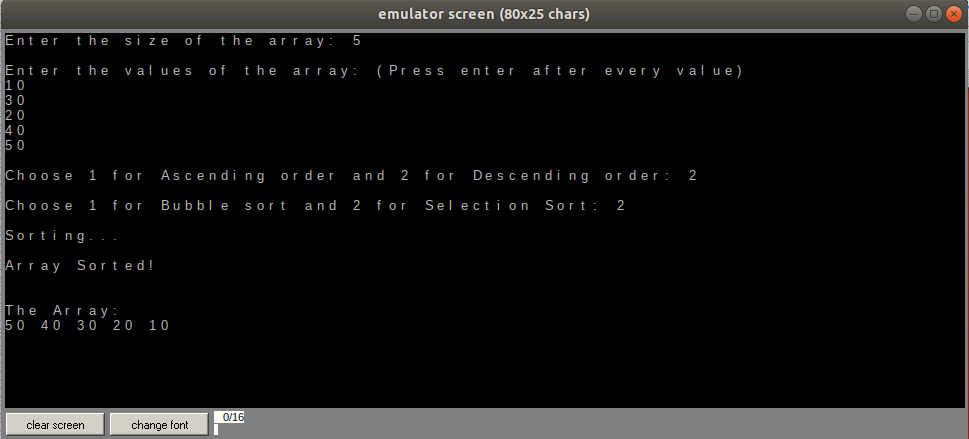 emulator screen (80x25 chars)
Enter the size of the array: 5
Enter the values of the array: (Press enter after every value)
10
30
20
40
50
Choose 1 for Ascending order and 2 for Descending order: 2
Choose 1 for Bubble sort and 2 for Selection Sort: 2
Sorting...
Array Sorted!
The Array:
50 40 30 20 10
clear screen
change font
0/16